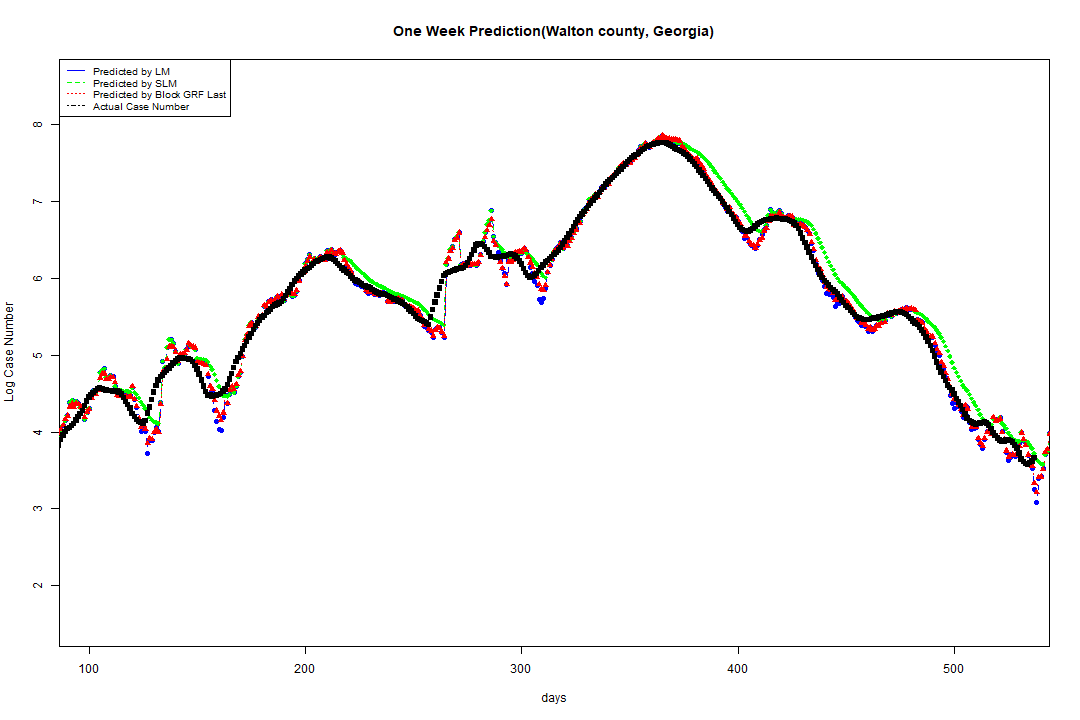 One Week Prediction(Walton county, Georgia)
Predicted by LM
Predicted by SLM
Predicted by Block GRF Last
Actual Case Number
8
7
6
5
4
3
2
Log Case Number
100 200 300 400 500
days